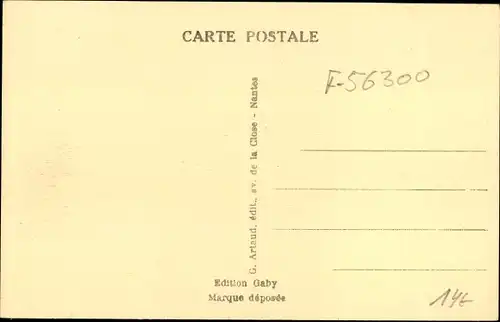 CARTE POSTALE
F-56300
G. Artaud, édit., av. de la Close - Nantes
Edition Gaby
Marque déposée
14€